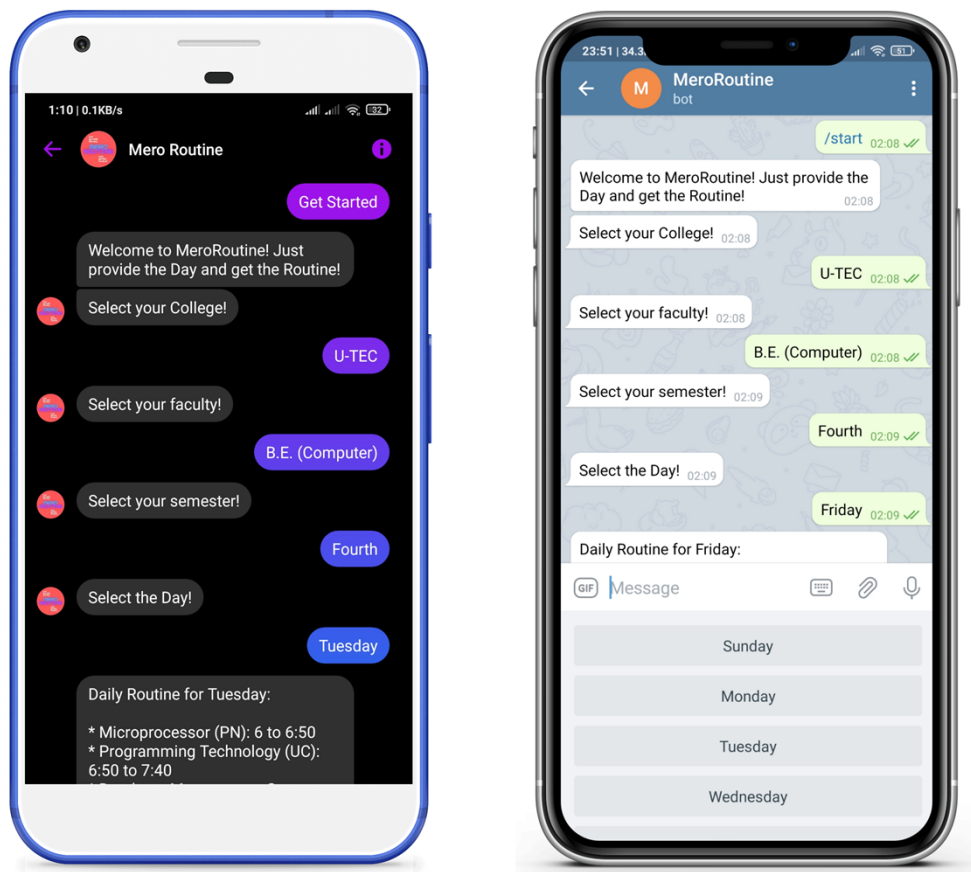 1:10 | 0.1KB/s
32
Mero Routine
Get Started
Welcome to MeroRoutine! Just
provide the Day and get the Routine!
Select your College!
U-TEC
Select your faculty!
B.E. (Computer)
Select your semester!
Fourth
Select the Day!
Tuesday
Daily Routine for Tuesday:
* Microprocessor (PN): 6 to 6:50
* Programming Technology (UC):
6:50 to 7:40
23:51 | 34.3
51
M
MeroRoutine
bot
/start 02:08
Welcome to MeroRoutine! Just provide the
Day and get the Routine! 02:08
Select your College! 02:08
U-TEC 02:08
Select your faculty! 02:08
B.E. (Computer) 02:08
Select your semester! 02:09
Fourth 02:09
Select the Day! 02:09
Friday 02:09
Daily Routine for Friday:
GIF Message
Sunday
Monday
Tuesday
Wednesday